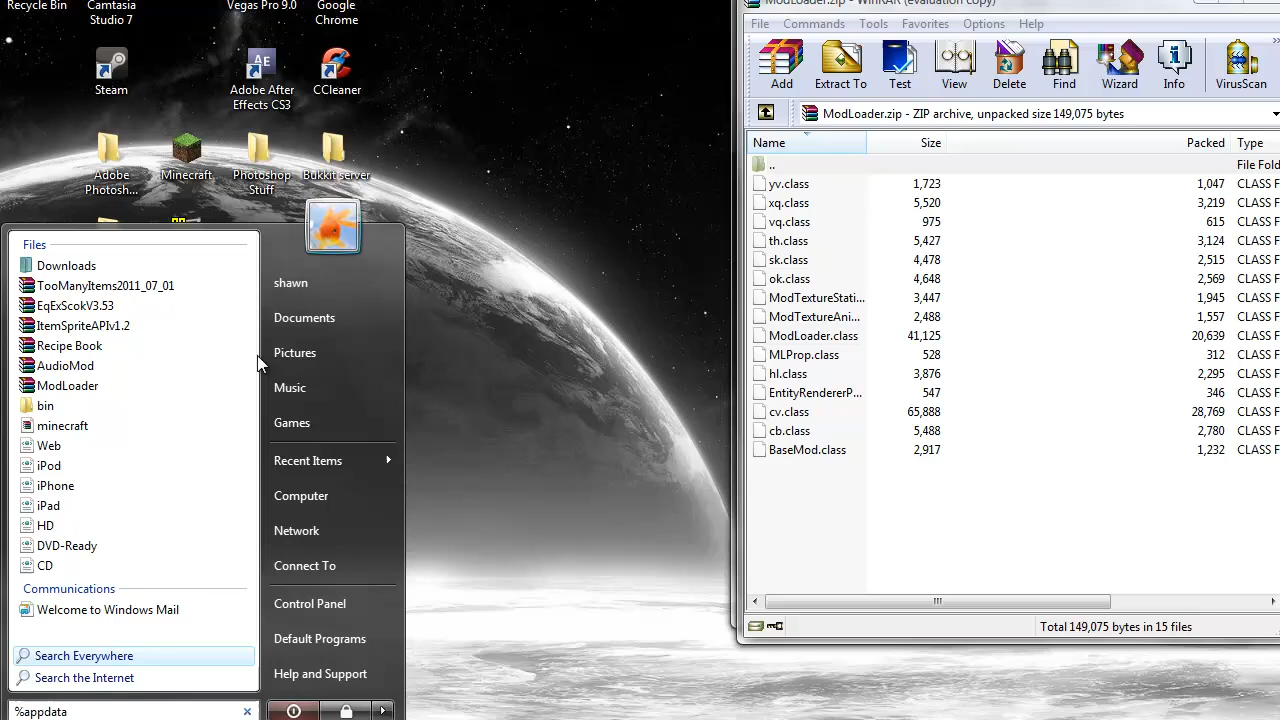 Recycle Bin
Camtasia
Studio 7
Vegas Pro 9.0
Google
Chrome
Steam
AE
Adobe After
Effects CS3
CCleaner
Adobe
Photosh...
Minecraft
Photoshop
Stuff
Bukkit server
Files
Downloads
TooManyItems2011_07_01
EqExScokV3.53
ItemSpriteAPIv1.2
Recipe Book
AudioMod
ModLoader
bin
minecraft
Web
iPod
iPhone
iPad
HD
DVD-Ready
CD
Communications
Welcome to Windows Mail
Search Everywhere
Search the Internet
%appdata
shawn
Documents
Pictures
Music
Games
Recent Items
Computer
Network
Connect To
Control Panel
Default Programs
Help and Support
ModLoader.zip - WinRAR (evaluation copy)
File Commands Tools Favorites Options Help
Add Extract To Test View Delete Find Wizard Info VirusScan
ModLoader.zip - ZIP archive, unpacked size 149,075 bytes
Name Size Packed Type
.. File Fold
yv.class 1,723 1,047 CLASS F
xq.class 5,520 3,219 CLASS F
vq.class 975 615 CLASS F
th.class 5,427 3,124 CLASS F
sk.class 4,478 2,515 CLASS F
ok.class 4,648 2,569 CLASS F
ModTextureStati... 3,447 1,945 CLASS F
ModTextureAni... 2,488 1,557 CLASS F
ModLoader.class 41,125 20,639 CLASS F
MLProp.class 528 312 CLASS F
hl.class 3,876 2,295 CLASS F
EntityRendererP... 547 346 CLASS F
cv.class 65,888 28,769 CLASS F
cb.class 5,488 2,780 CLASS F
BaseMod.class 2,917 1,232 CLASS F
Total 149,075 bytes in 15 files